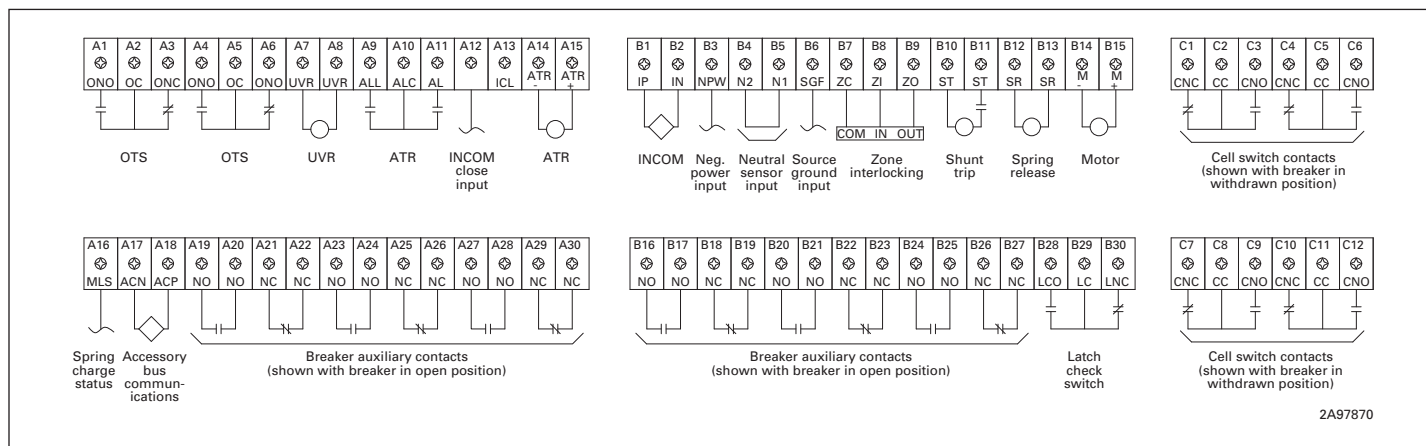 A1 A2 A3 A4 A5 A6 A7 A8 A9 A10 A11 A12 A13 A14 A15
ONO OC ONC ONO OC ONO UVR UVR ALL ALC AL ICL ATR - ATR +
OTS OTS UVR ATR INCOM close input ATR
B1 B2 B3 B4 B5 B6 B7 B8 B9 B10 B11 B12 B13 B14 B15
IP IN NPW N2 N1 SGF ZC ZI ZO ST ST SR SR M - M +
COM IN OUT
INCOM Neg. power input Neutral sensor input Source ground input Zone interlocking Shunt trip Spring release Motor
C1 C2 C3 C4 C5 C6
CNC CC CNO CNC CC CNO
Cell switch contacts
(shown with breaker in
withdrawn position)
A16 A17 A18 A19 A20 A21 A22 A23 A24 A25 A26 A27 A28 A29 A30
MLS ACN ACP NO NO NC NC NO NO NC NC NO NO NC NC
Spring charge status Accessory bus commun-ications
Breaker auxiliary contacts
(shown with breaker in open position)
B16 B17 B18 B19 B20 B21 B22 B23 B24 B25 B26 B27 B28 B29 B30
NO NO NC NC NO NO NC NC NO NO NC NC LCO LC LNC
Breaker auxiliary contacts
(shown with breaker in open position)
Latch
check
switch
C7 C8 C9 C10 C11 C12
CNC CC CNO CNC CC CNO
Cell switch contacts
(shown with breaker in
withdrawn position)
2A97870